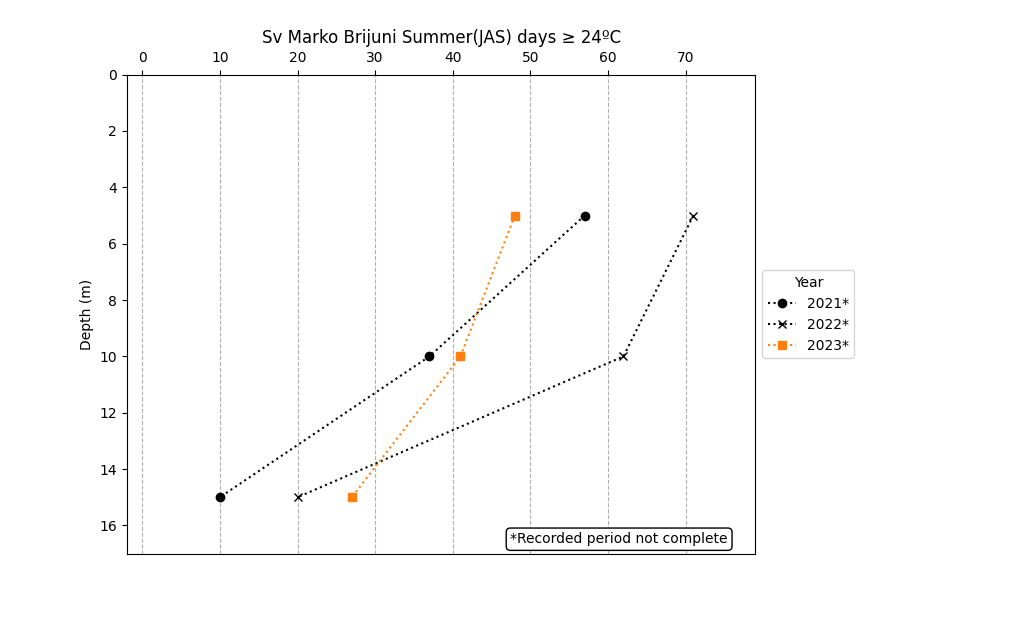 Sv Marko Brijuni Summer(JAS) days ≥ 24ºC
0 10 20 30 40 50 60 70
0
2
4
6
8
10
12
14
16
Depth (m)
Year
2021*
2022*
2023*
*Recorded period not complete